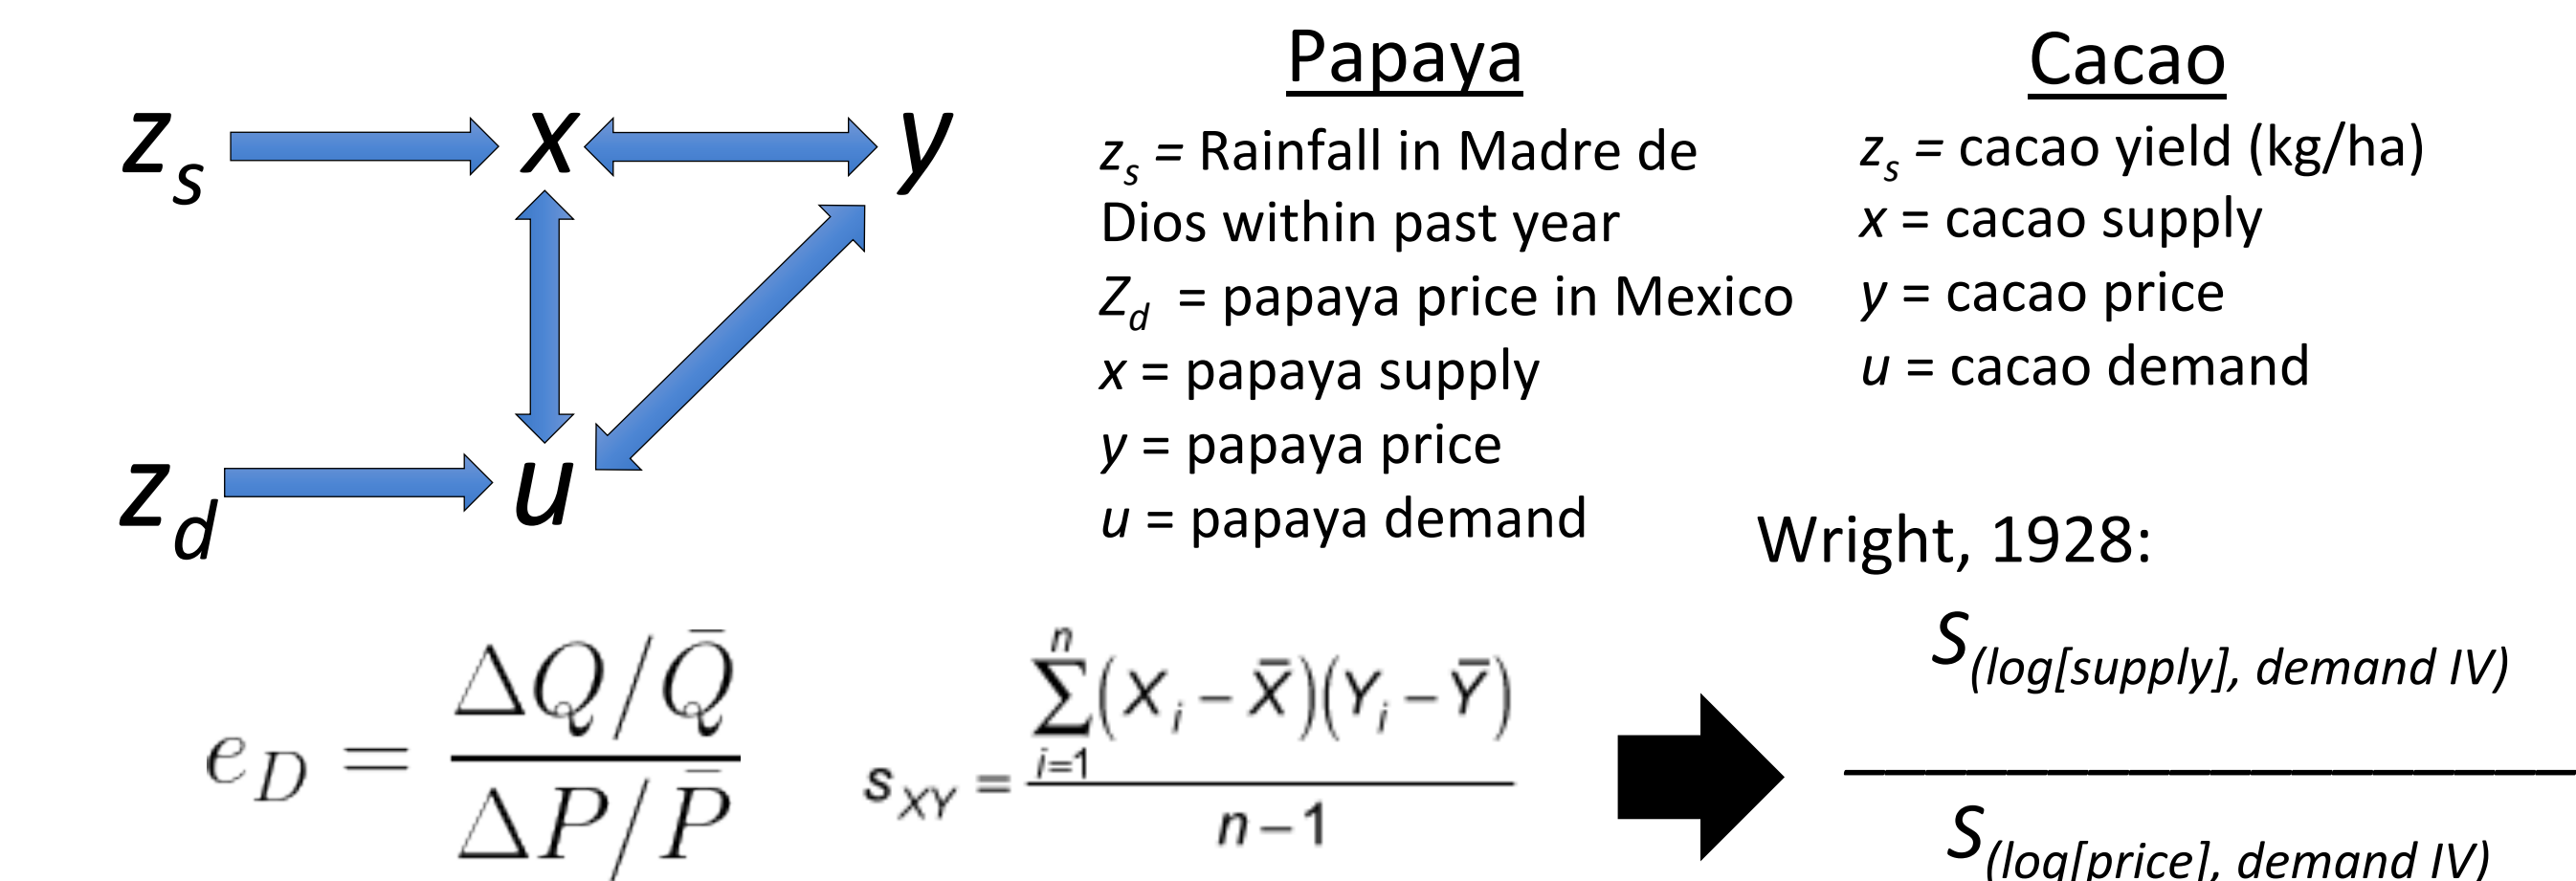 z_s x y
z_d u
Papaya
z_s = Rainfall in Madre de
Dios within past year
Z_d = papaya price in Mexico
x = papaya supply
y = papaya price
u = papaya demand
Cacao
z_s = cacao yield (kg/ha)
x = cacao supply
y = cacao price
u = cacao demand
e_D = (ΔQ/Q̄)/(ΔP/P̄)
s_XY = ∑_{i=1}^{n}(X_i – X̄)(Y_i – Ȳ)/(n – 1)
Wright, 1928:
S_(log[supply], demand IV)
S_(log[price], demand IV)